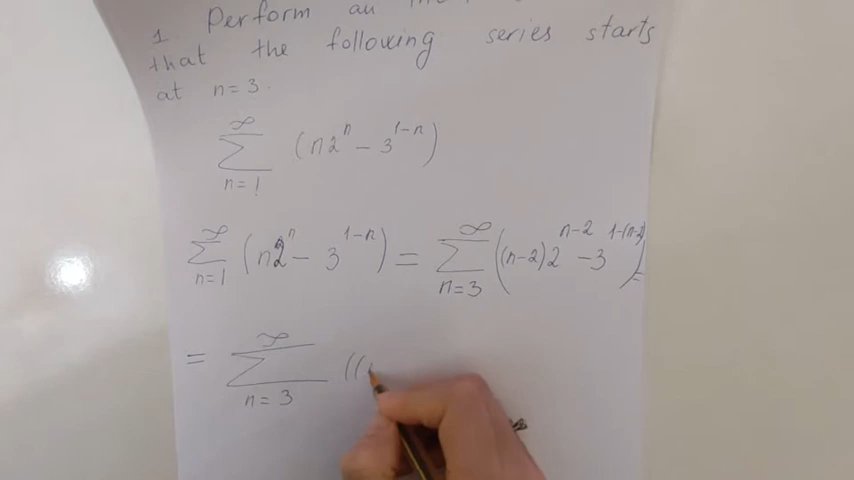 1. Perform an
that the following series starts
at n=3.
∞
∑ (n2^n − 3^{1−n})
n=1
∞ ∞
∑ (n2^n − 3^{1−n}) = ∑ ((n−2)2^{n−2} − 3^{1−(n−2)}) =
n=1 n=3
∞
= ∑ ((
n=3